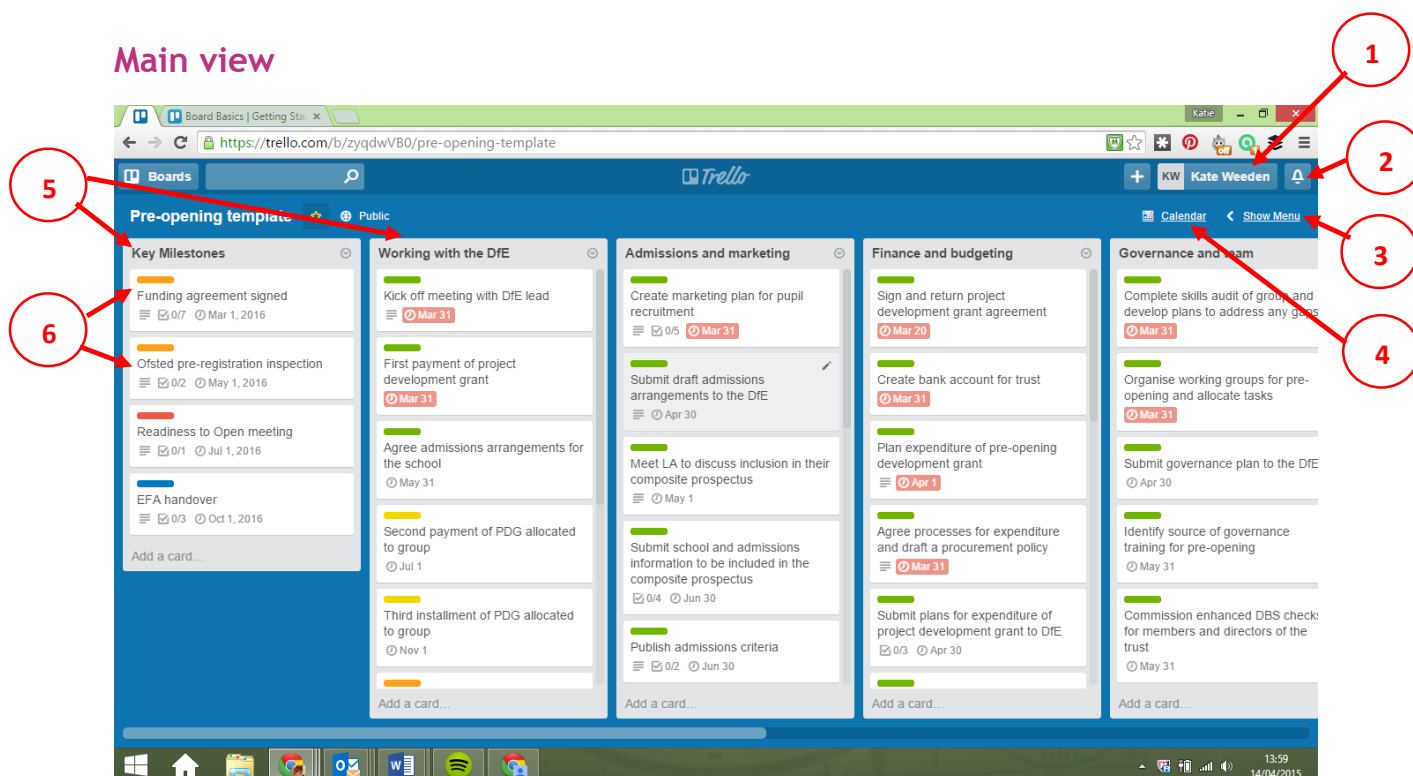 Main view
1
2
3
4
5
6
Board Basics | Getting Sta
Katie
https://trello.com/b/zyqdwVB0/pre-opening-template
off
Boards
Trello
KW Kate Weeden
Pre-opening template
Public
Calendar
Show Menu
Key Milestones
Funding agreement signed
0/7 Mar 1, 2016
Ofsted pre-registration inspection
0/2 May 1, 2016
Readiness to Open meeting
0/1 Jul 1, 2016
EFA handover
0/3 Oct 1, 2016
Add a card...
Working with the DfE
Kick off meeting with DfE lead
Mar 31
First payment of project
development grant
Mar 31
Agree admissions arrangements for
the school
May 31
Second payment of PDG allocated
to group
Jul 1
Third installment of PDG allocated
to group
Nov 1
Add a card...
Admissions and marketing
Create marketing plan for pupil
recruitment
0/5 Mar 31
Submit draft admissions
arrangements to the DfE
Apr 30
Meet LA to discuss inclusion in their
composite prospectus
May 1
Submit school and admissions
information to be included in the
composite prospectus
0/4 Jun 30
Publish admissions criteria
0/2 Jun 30
Add a card...
Finance and budgeting
Sign and return project
development grant agreement
Mar 20
Create bank account for trust
Mar 31
Plan expenditure of pre-opening
development grant
Apr 1
Agree processes for expenditure
and draft a procurement policy
Mar 31
Submit plans for expenditure of
project development grant to DfE
0/3 Apr 30
Add a card...
Governance and team
Complete skills audit of group and
develop plans to address any gaps
Mar 31
Organise working groups for pre-
opening and allocate tasks
Mar 31
Submit governance plan to the DfE
Apr 30
Identify source of governance
training for pre-opening
May 31
Commission enhanced DBS checks
for members and directors of the
trust
May 31
Add a card...
13:59
14/04/2015